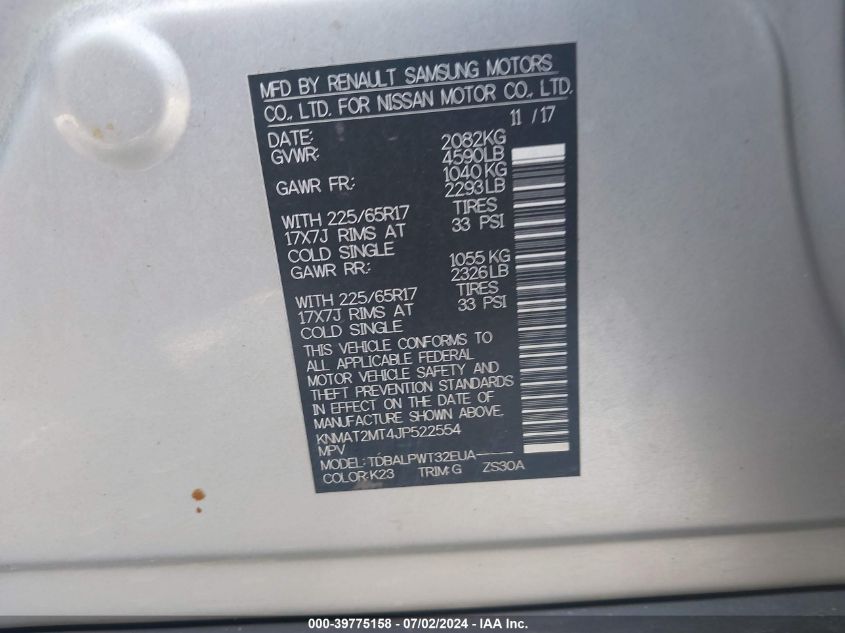 MFD BY RENAULT SAMSUNG MOTORS
CO., LTD. FOR NISSAN MOTOR CO., LTD.
11 / 17
DATE:
GVWR: 2082KG
4590LB
GAWR FR: 1040 KG
2293LB
WITH 225/65R17 TIRES
17X7J RIMS AT 33 PSI
COLD SINGLE
GAWR RR: 1055 KG
2326LB
WITH 225/65R17 TIRES
17X7J RIMS AT 33 PSI
COLD SINGLE
THIS VEHICLE CONFORMS TO
ALL APPLICABLE FEDERAL
MOTOR VEHICLE SAFETY AND
THEFT PREVENTION STANDARDS
IN EFFECT ON THE DATE OF
MANUFACTURE SHOWN ABOVE.
KNMAT2MT4JP522554
MPV
MODEL: TDBALPWT32EUA-----
COLOR:K23 TRIM:G ZS30A
000-39775158 - 07/02/2024 - IAA Inc.